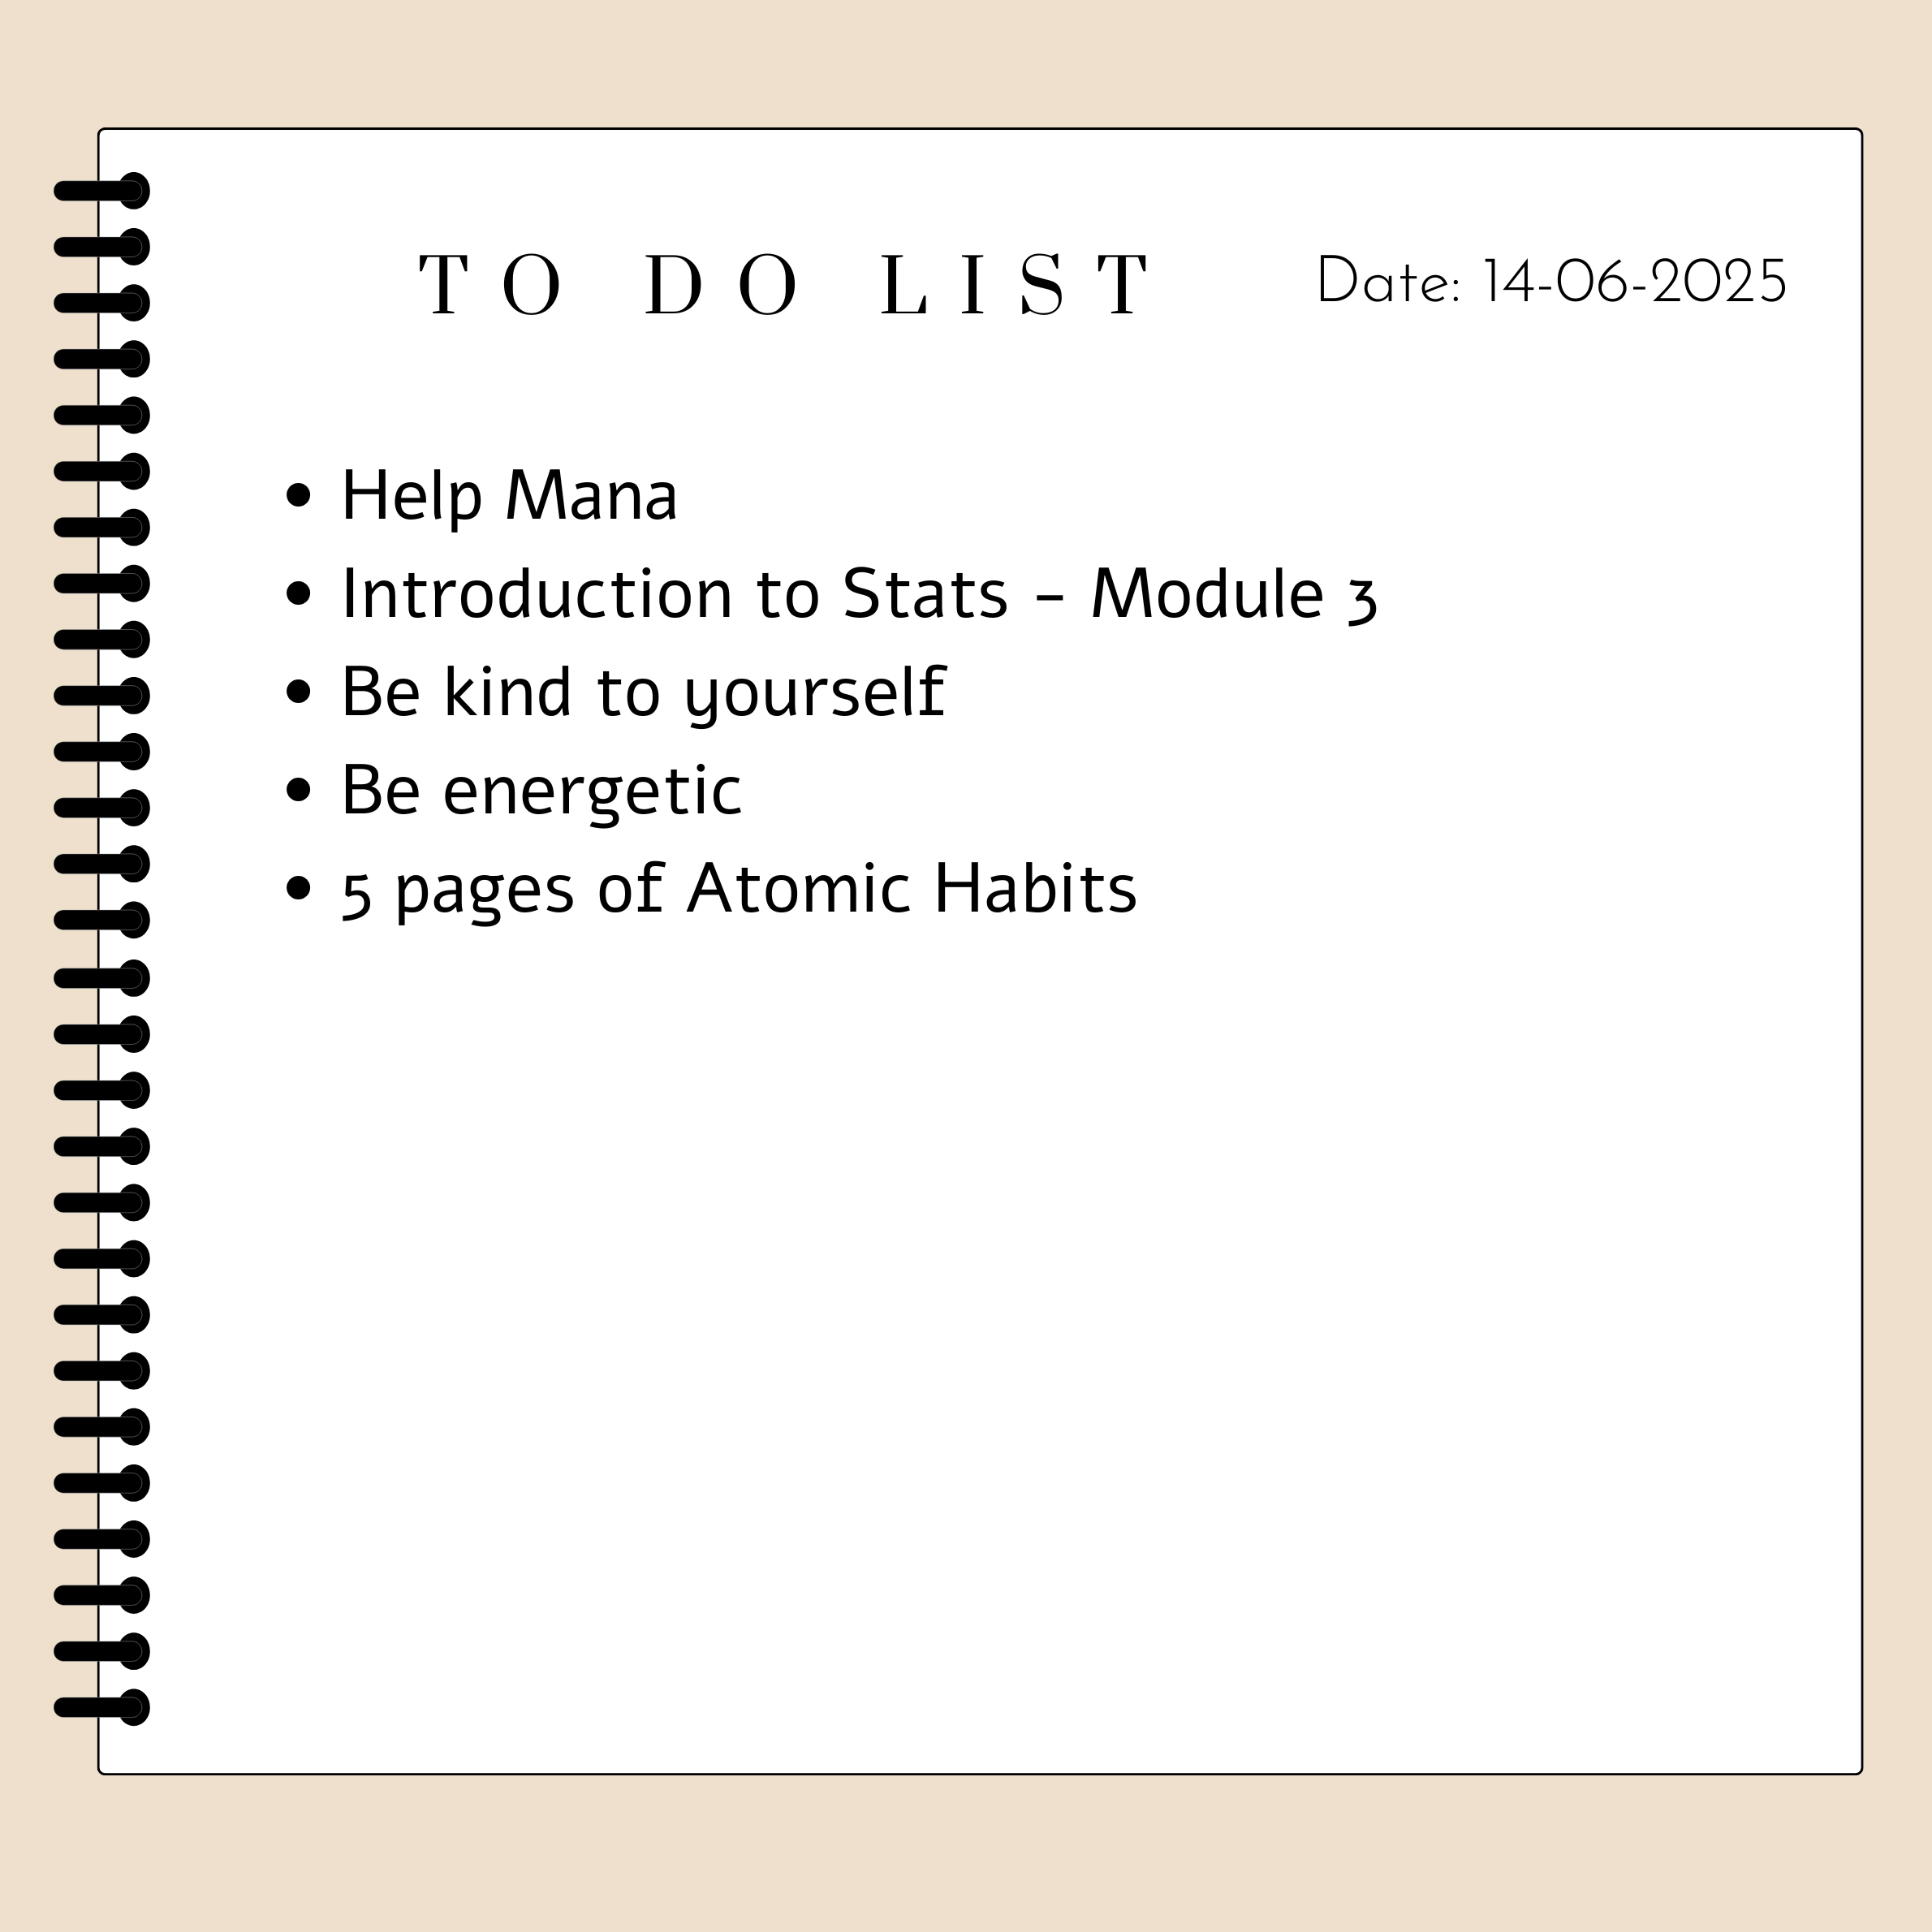 TO DO LIST
Date: 14-06-2025
• Help Mana
• Introduction to Stats - Module 3
• Be kind to yourself
• Be energetic
• 5 pages of Atomic Habits